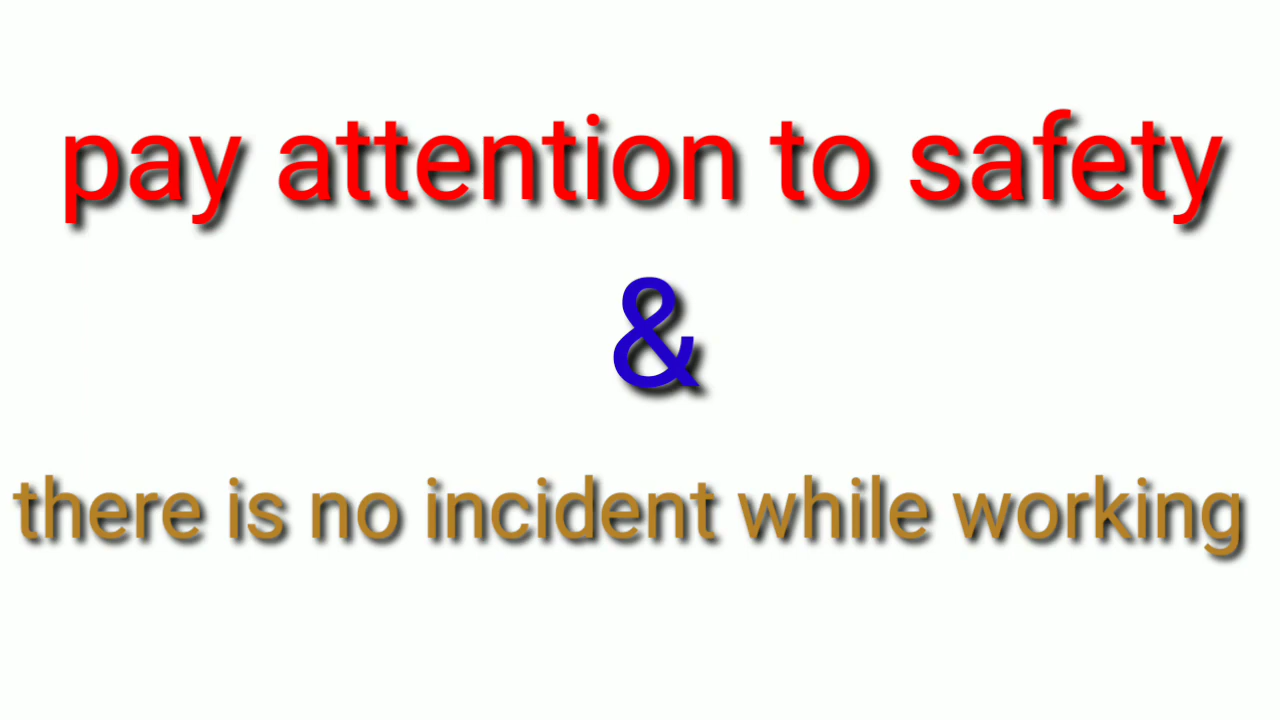 pay attention to safety
&
there is no incident while working